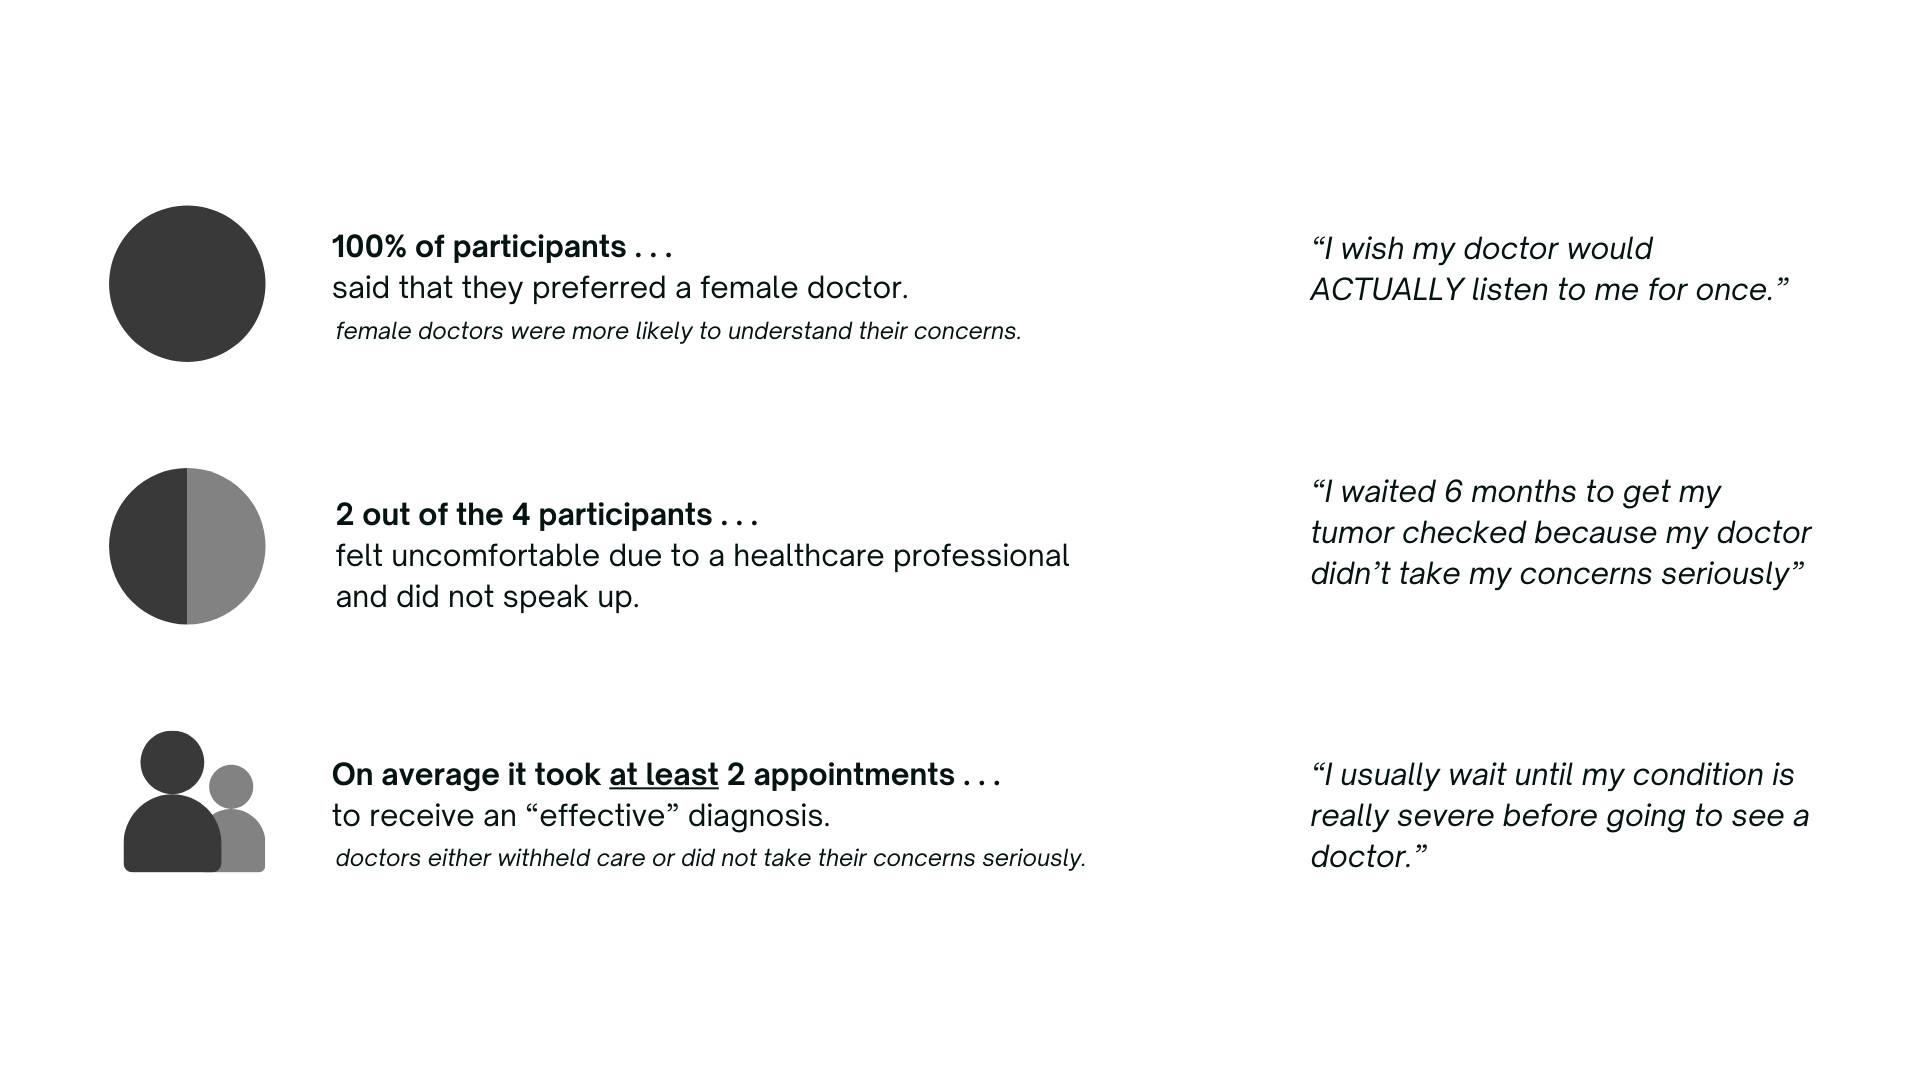 100% of participants . . .
said that they preferred a female doctor.
female doctors were more likely to understand their concerns.
“I wish my doctor would
ACTUALLY listen to me for once.”
2 out of the 4 participants . . .
felt uncomfortable due to a healthcare professional
and did not speak up.
“I waited 6 months to get my
tumor checked because my doctor
didn’t take my concerns seriously”
On average it took at least 2 appointments . . .
to receive an “effective” diagnosis.
doctors either withheld care or did not take their concerns seriously.
“I usually wait until my condition is
really severe before going to see a
doctor.”